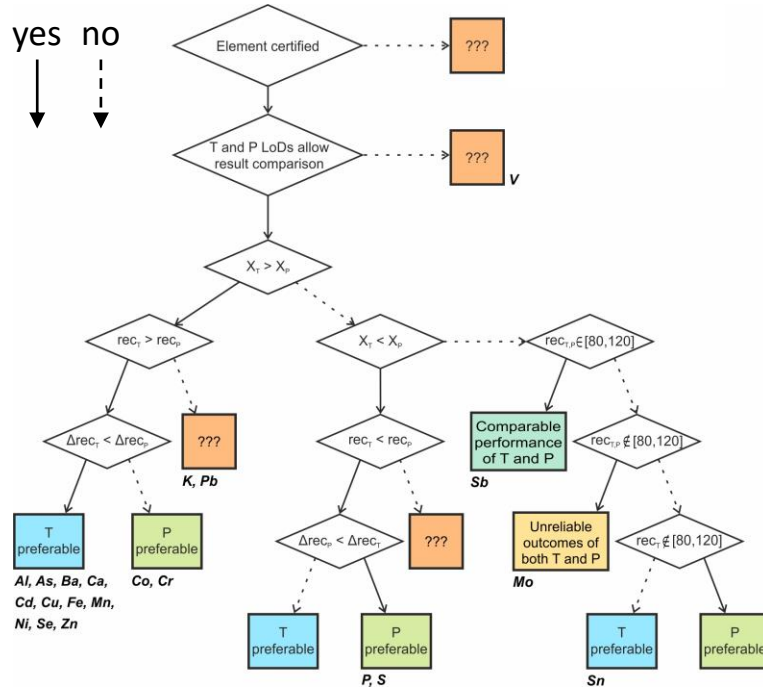 yes no
Element certified
???
T and P LoDs allow
result comparison
???
V
X_T > X_P
rec_T > rec_P
X_T < X_P
rec_T,P ∈ [80,120]
Δrec_T < Δrec_P
???
K, Pb
rec_T < rec_P
Comparable
performance
of T and P
Sb
rec_T,P ∉ [80,120]
T
preferable
Al, As, Ba, Ca,
Cd, Cu, Fe, Mn,
Ni, Se, Zn
P
preferable
Co, Cr
Δrec_P < Δrec_T
???
Unreliable
outcomes of
both T and P
Mo
rec_T ∉ [80,120]
T
preferable
P
preferable
P, S
T
preferable
Sn
P
preferable